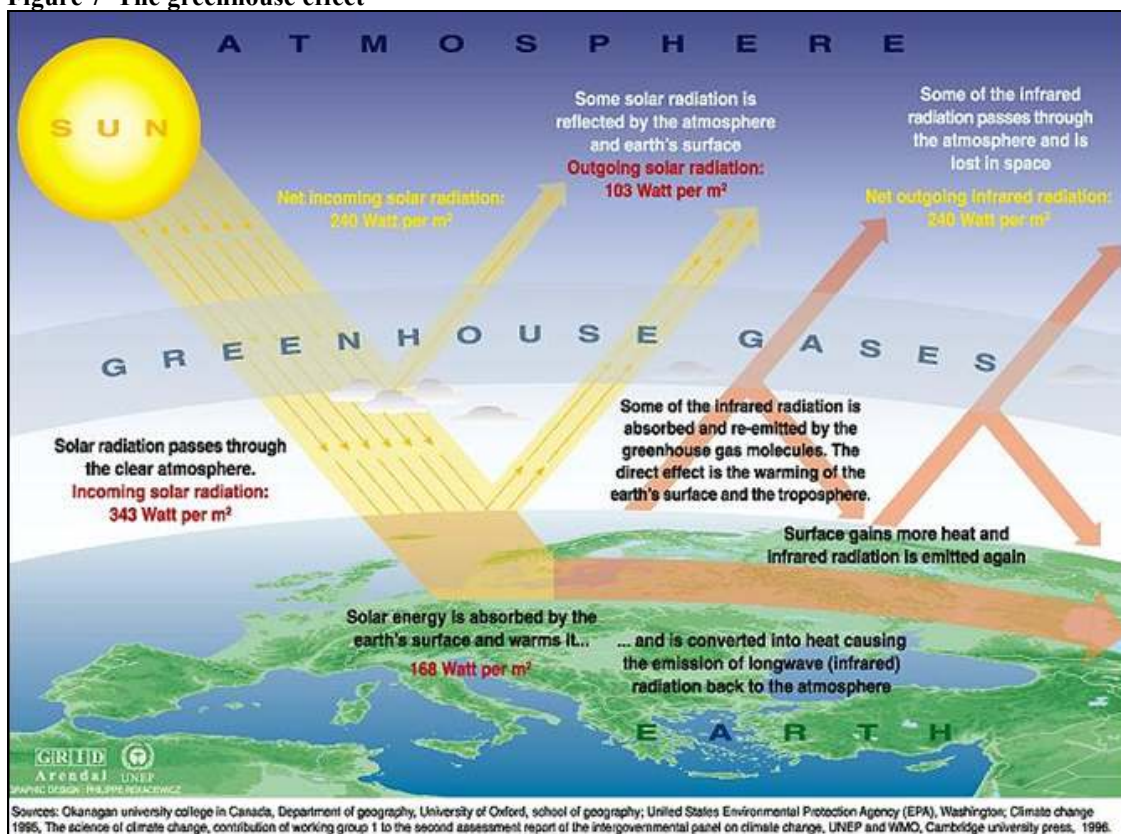 Figure 7 The greenhouse effect
A T M O S P H E R E
S U N
Some solar radiation is
reflected by the atmosphere
and earth's surface
Outgoing solar radiation:
103 Watt per m²
Some of the infrared
radiation passes through
the atmosphere and is
lost in space
Net outgoing infrared radiation:
240 Watt per m²
Net incoming solar radiation:
240 Watt per m²
G R E E N H O U S E G A S E S
Solar radiation passes through
the clear atmosphere.
Incoming solar radiation:
343 Watt per m²
Some of the infrared radiation is
absorbed and re-emitted by the
greenhouse gas molecules. The
direct effect is the warming of the
earth's surface and the troposphere.
Surface gains more heat and
infrared radiation is emitted again
Solar energy is absorbed by the
earth's surface and warms it...
168 Watt per m²
... and is converted into heat causing
the emission of longwave (infrared)
radiation back to the atmosphere
E A R T H
GRID
Arendal UNEP
GRAPHIC DESIGN : PHILIPPE REKACEWICZ
Sources: Okanagan university college in Canada, Department of geography, University of Oxford, school of geography; United States Environmental Protection Agency (EPA), Washington; Climate change
1995, The science of climate change, contribution of working group 1 to the second assessment report of the intergovernmental panel on climate change, UNEP and WMO, Cambridge university press, 1996.